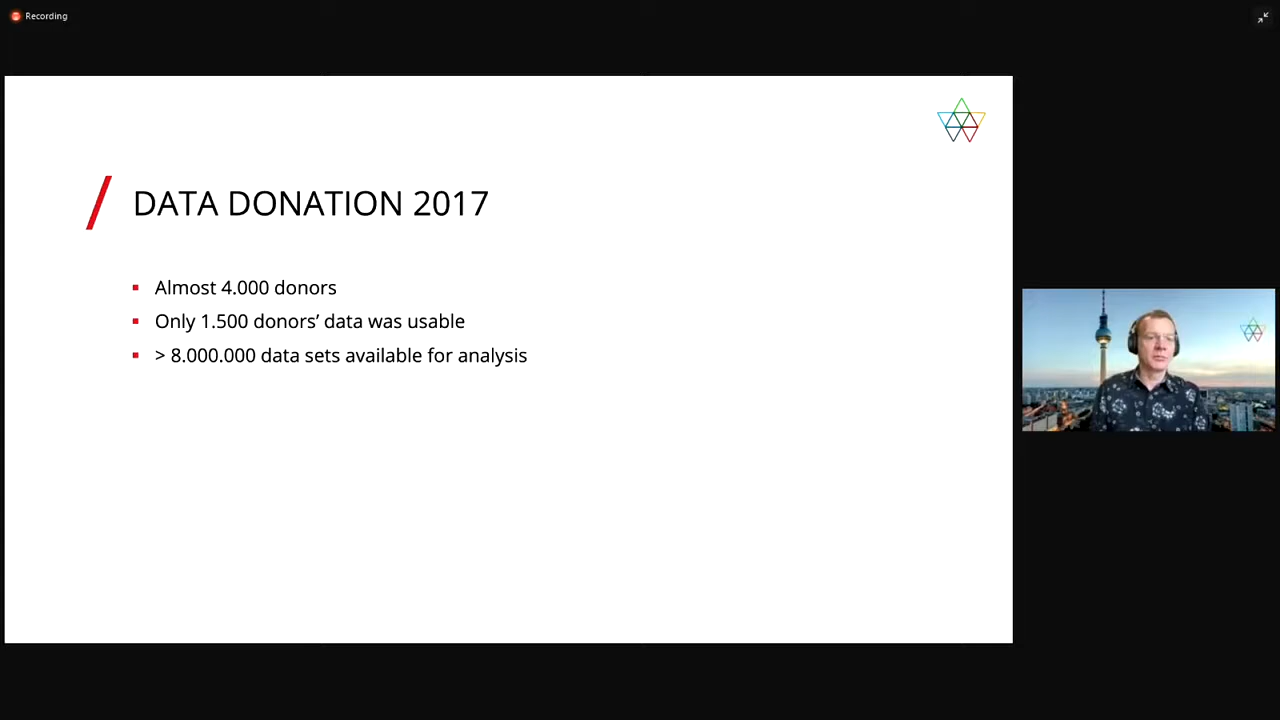 Recording
DATA DONATION 2017
Almost 4.000 donors
Only 1.500 donors’ data was usable
> 8.000.000 data sets available for analysis